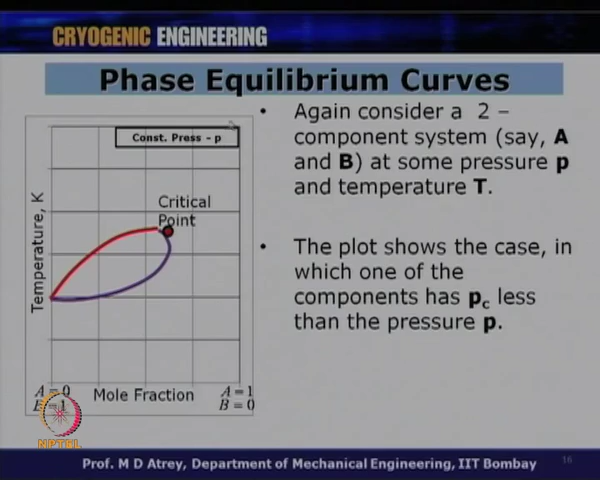 CRYOGENIC ENGINEERING
Phase Equilibrium Curves
Const. Press - p
Critical
Point
Temperature, K
A = 0
B = 1
Mole Fraction
A = 1
B = 0
• Again consider a 2 –
component system (say, A
and B) at some pressure p
and temperature T.
• The plot shows the case, in
which one of the
components has pc less
than the pressure p.
NPTEL
Prof. M D Atrey, Department of Mechanical Engineering, IIT Bombay
16